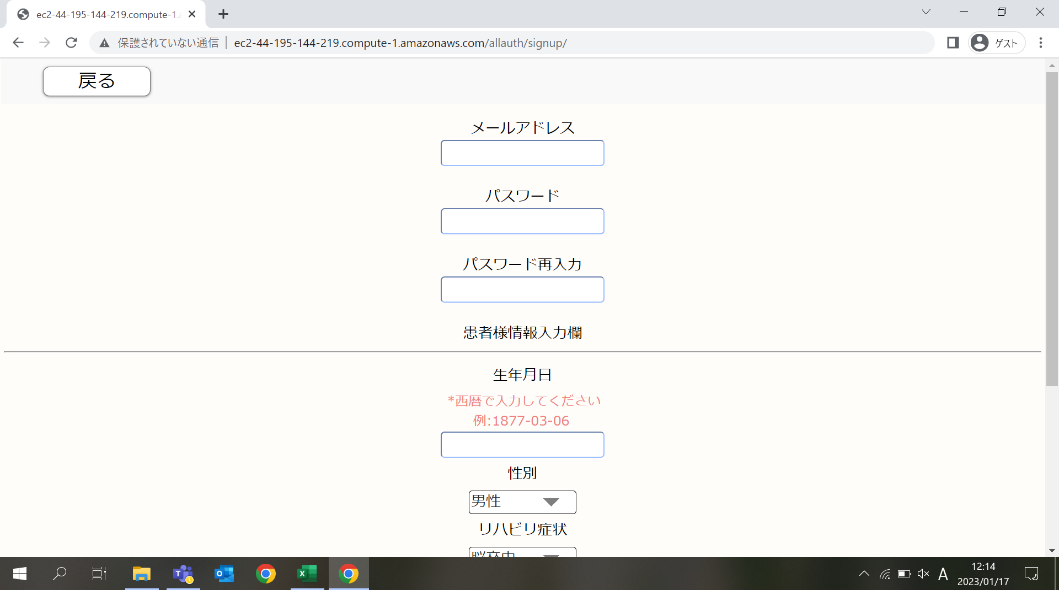 ec2-44-195-144-219.compute-1.
保護されていない通信 ec2-44-195-144-219.compute-1.amazonaws.com/allauth/signup/
ゲスト
戻る
メールアドレス
パスワード
パスワード再入力
患者様情報入力欄
生年月日
*西暦で入力してください
例:1877-03-06
性別
男性
リハビリ症状
脳卒中
A
12:14
2023/01/17